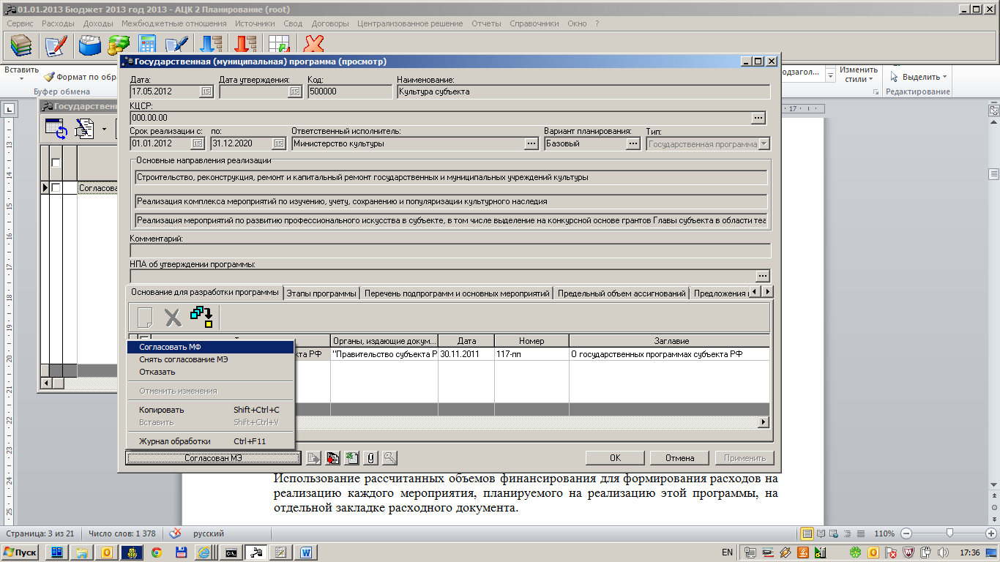 01.01.2013 Бюджет 2013 год 2013 - АЦК 2 Планирование (root)
Сервис Расходы Доходы Межбюджетные отношения Источники Свод Договоры Централизованное решение Отчеты Справочники Окно ?
Вставить
Формат по обра
Буфер обмена
Изменить
стили
Выделить
Редактирование
Государственная (муниципальная) программа (просмотр)
Дата: Дата утверждения: Код: Наименование:
17.05.2012 15 15 500000 Культура субъекта
Государствен
КЦСР:
000.00.00 ...
Срок реализации с: по: Ответственный исполнитель: Вариант планирования: Тип:
01.01.2012 15 31.12.2020 15 Министерство культуры ... Базовый ... Государственная программа
Основные направления реализации
Строительство, реконструкция, ремонт и капитальный ремонт государственных и муниципальных учреждений культуры
Согласова
Реализация комплекса мероприятий по изучению, учету, сохранению и популяризации культурного наследия
Реализация мероприятий по развитию профессионального искусства в субъекте, в том числе выделение на конкурсной основе грантов Главы субъекта в области теа
Комментарий:
НПА об утверждении программы:
...
Основание для разработки программы Этапы программы Перечень подпрограмм и основных мероприятий Предельный объем ассигнований Предложения
Органы, издающие докум... Дата Номер Заглавие
кта РФ "Правительство субъекта Р 30.11.2011 117-пп О государственных программах субъекта РФ
Согласовать МФ
Снять согласование МЭ
Отказать
Отменить изменения
Копировать Shift+Ctrl+C
Вставить Shift+Ctrl+V
Журнал обработки Ctrl+F11
Согласован МЭ OK Отмена Применить
Использование рассчитанных объемов финансирования для формирования расходов на
реализацию каждого мероприятия, планируемого на реализацию этой программы, на
отдельной закладке расходного документа.
Страница: 3 из 21 Число слов: 1 378 русский 110%
Пуск EN 17:36